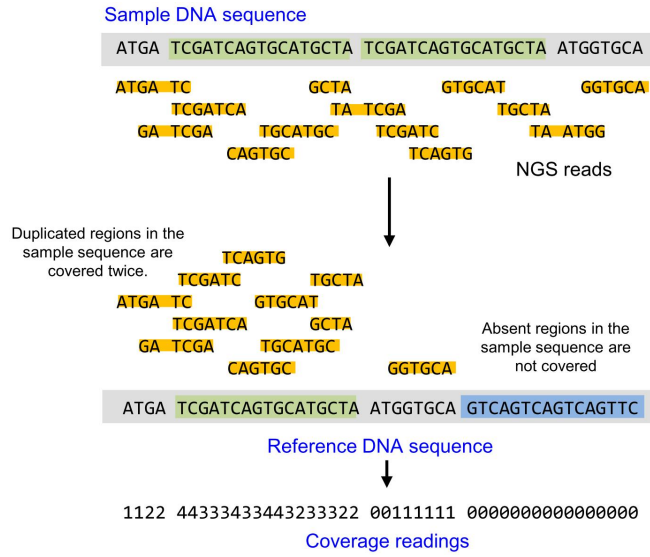 Sample DNA sequence
ATGA TCGATCAGTGCATGCTA TCGATCAGTGCATGCTA ATGGTGCA
ATGA TC GCTA GTGCAT GGTGCA
TCGATCA TA TCGA TGCTA
GA TCGA TGCATGC TCGATC TA ATGG
CAGTGC TCAGTG
NGS reads
Duplicated regions in the
sample sequence are
covered twice.
TCAGTG
TCGATC TGCTA
ATGA TC GTGCAT
TCGATCA GCTA
GA TCGA TGCATGC
CAGTGC GGTGCA
Absent regions in the
sample sequence are
not covered
ATGA TCGATCAGTGCATGCTA ATGGTGCA GTCAGTCAGTCAGTTC
Reference DNA sequence
1122 44333433443233322 00111111 0000000000000000
Coverage readings